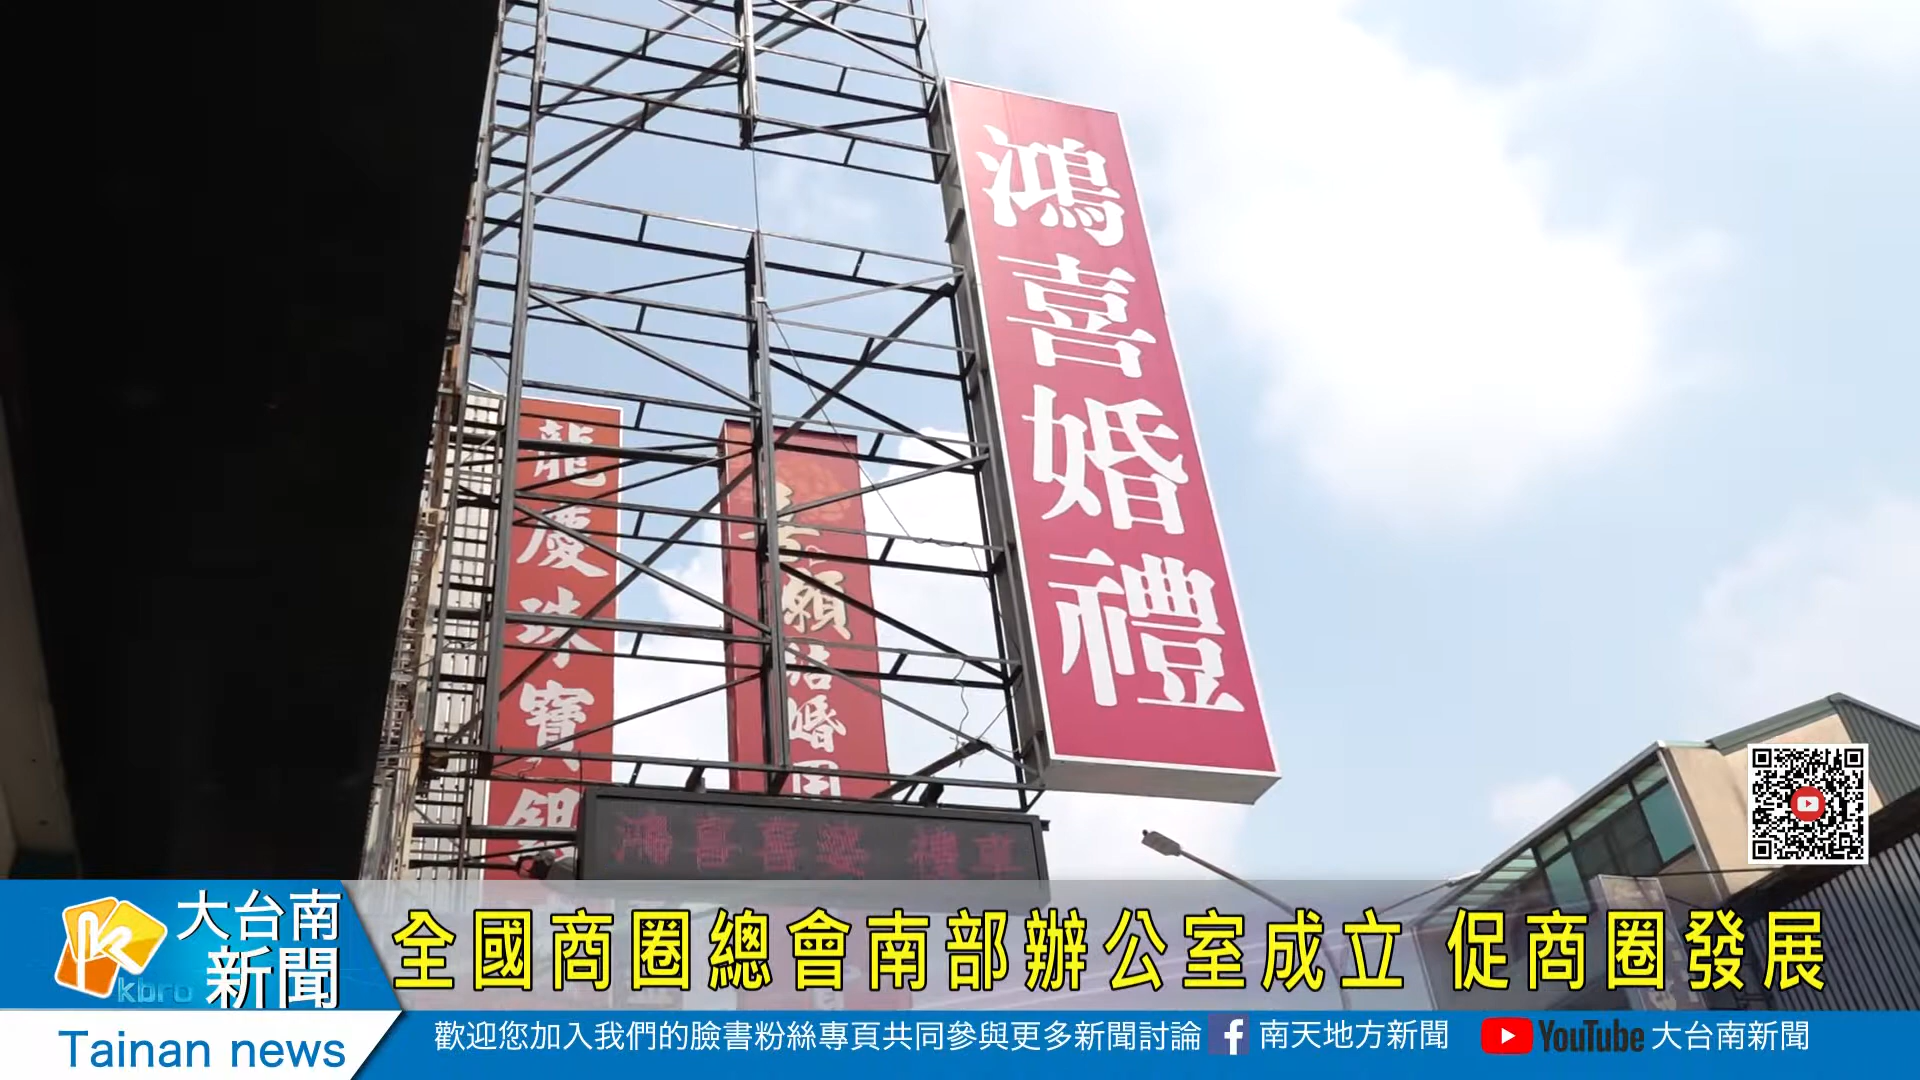 鴻喜婚禮
龍慶珠寶銀
喜願結婚用
鴻喜囍宴 禮車
kbro
大台南
新聞
全國商圈總會南部辦公室成立 促商圈發展
Tainan news
歡迎您加入我們的臉書粉絲專頁共同參與更多新聞討論 南天地方新聞 YouTube 大台南新聞